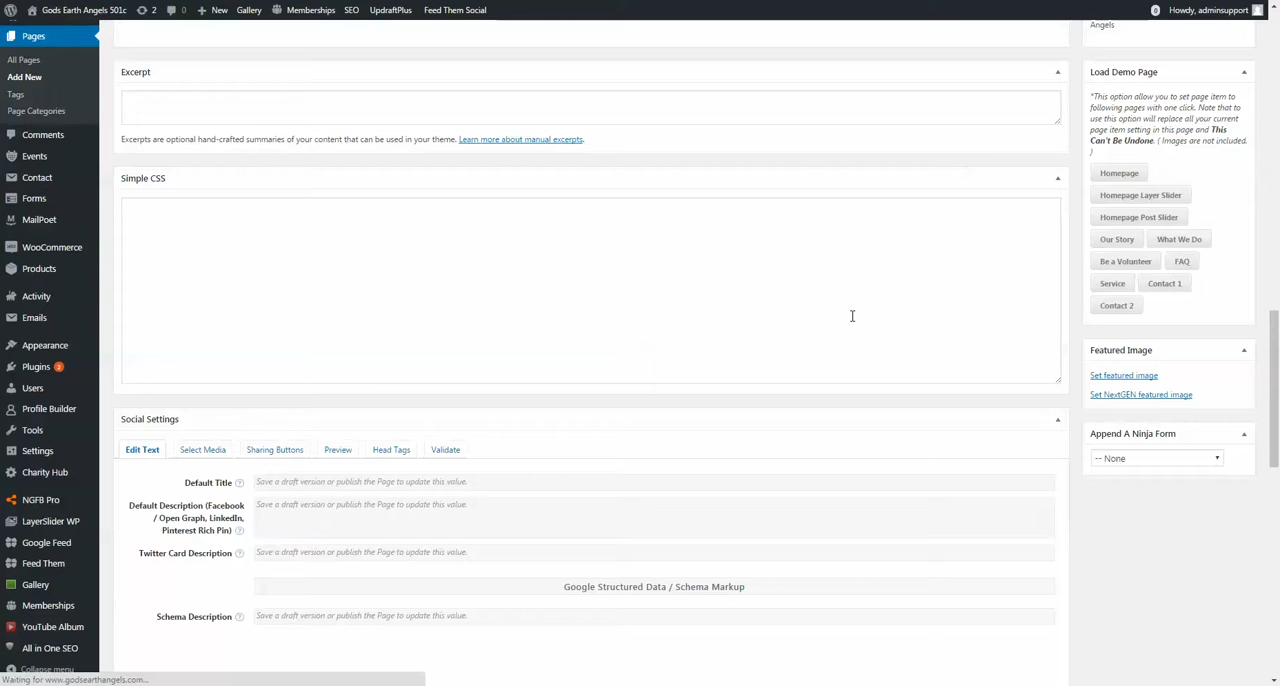 Gods Earth Angels 501c 2 0 New Gallery Memberships SEO UpdraftPlus Feed Them Social 0 Howdy, adminsupport
Pages
All Pages
Add New
Tags
Page Categories
Comments
Events
Contact
Forms
MailPoet
WooCommerce
Products
Activity
Emails
Appearance
Plugins 2
Users
Profile Builder
Tools
Settings
Charity Hub
NGFB Pro
LayerSlider WP
Google Feed
Feed Them
Gallery
Memberships
YouTube Album
All in One SEO
Collapse menu
Waiting for www.godsearthangels.com...
Excerpt
Excerpts are optional hand-crafted summaries of your content that can be used in your theme. Learn more about manual excerpts.
Simple CSS
Social Settings
Edit Text Select Media Sharing Buttons Preview Head Tags Validate
Default Title Save a draft version or publish the Page to update this value.
Default Description (Facebook Save a draft version or publish the Page to update this value.
/ Open Graph, LinkedIn,
Pinterest Rich Pin)
Twitter Card Description Save a draft version or publish the Page to update this value.
Google Structured Data / Schema Markup
Schema Description Save a draft version or publish the Page to update this value.
Angels
Load Demo Page
*This option allow you to set page item to
following pages with one click. Note that to
use this option will replace all your current
page item setting in this page and This
Can't Be Undone. ( Images are not included.
)
Homepage
Homepage Layer Slider
Homepage Post Slider
Our Story What We Do
Be a Volunteer FAQ
Service Contact 1
Contact 2
Featured Image
Set featured image
Set NextGEN featured image
Append A Ninja Form
-- None